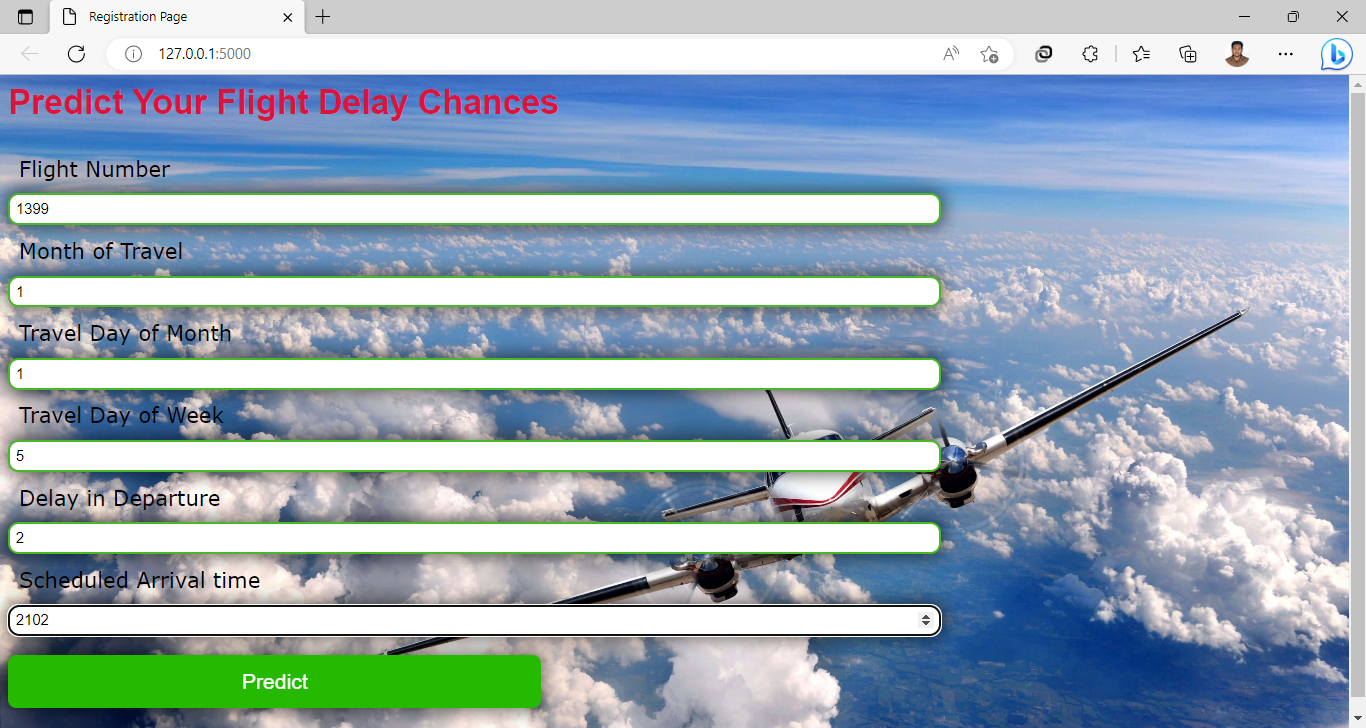 Registration Page
127.0.0.1:5000
Predict Your Flight Delay Chances
Flight Number
1399
Month of Travel
1
Travel Day of Month
1
Travel Day of Week
5
Delay in Departure
2
Scheduled Arrival time
2102
Predict